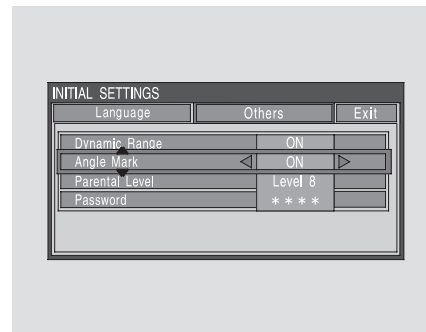 INITIAL SETTINGS
Language Others Exit
Dynamic Range ON
Angle Mark ON
Parental Level Level 8
Password ****